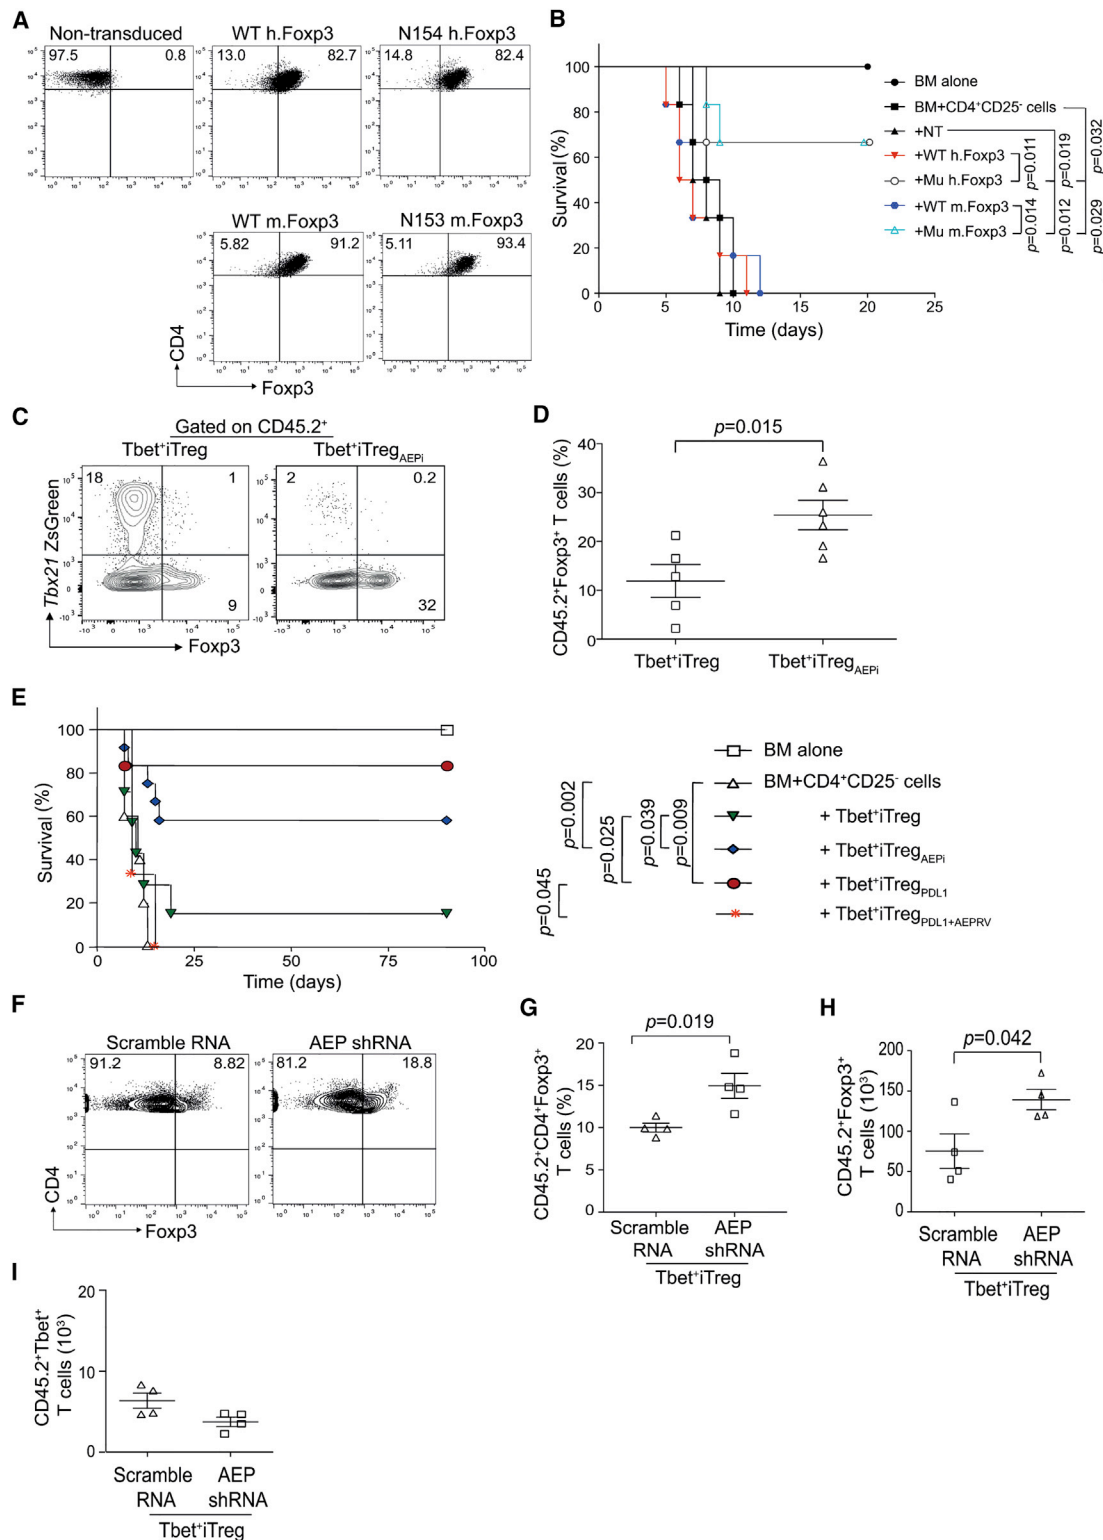 A
Non-transduced
WT h.Foxp3
N154 h.Foxp3
97.5 0.8
13.0 82.7
14.8 82.4
WT m.Foxp3
N153 m.Foxp3
5.82 91.2
5.11 93.4
CD4
Foxp3
B
Survival (%)
100
80
60
40
20
0
0 5 10 15 20 25
Time (days)
BM alone
BM+CD4⁺CD25⁻ cells
+NT
+WT h.Foxp3
+Mu h.Foxp3
+WT m.Foxp3
+Mu m.Foxp3
p=0.011
p=0.014
p=0.019
p=0.012
p=0.032
p=0.029
C
Gated on CD45.2⁺
Tbet⁺iTreg
Tbet⁺iTreg AEPi
18 1
9
2 0.2
32
Tbx21 ZsGreen
Foxp3
D
p=0.015
CD45.2⁺Foxp3⁺ T cells (%)
40
30
20
10
0
Tbet⁺iTreg
Tbet⁺iTreg AEPi
E
Survival (%)
100
80
60
40
20
0
0 25 50 75 100
Time (days)
p=0.002
p=0.045
p=0.025
p=0.039
p=0.009
BM alone
BM+CD4⁺CD25⁻ cells
+ Tbet⁺iTreg
+ Tbet⁺iTreg AEPi
+ Tbet⁺iTreg PDL1
+ Tbet⁺iTreg PDL1+AEPRV
F
Scramble RNA
AEP shRNA
91.2 8.82
81.2 18.8
CD4
Foxp3
G
p=0.019
CD45.2⁺CD4⁺Foxp3⁺
T cells (%)
20
15
10
5
0
Scramble
RNA
AEP
shRNA
Tbet⁺iTreg
H
p=0.042
CD45.2⁺Foxp3⁺
T cells (10³)
200
150
100
50
0
Scramble
RNA
AEP
shRNA
Tbet⁺iTreg
I
CD45.2⁺Tbet⁺
T cells (10³)
20
10
0
Scramble
RNA
AEP
shRNA
Tbet⁺iTreg